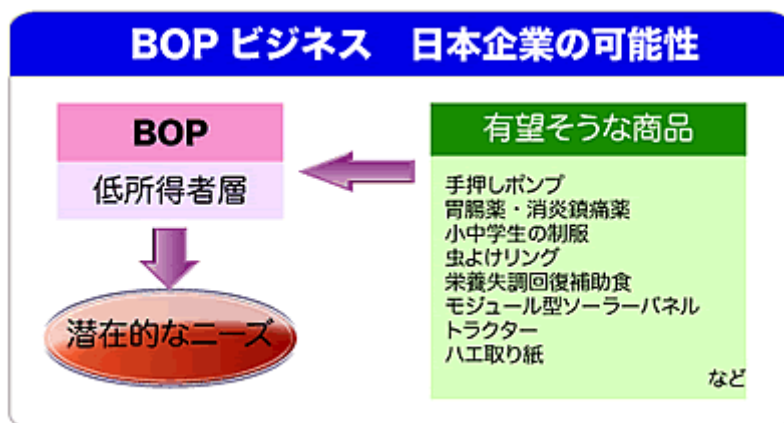 BOP ビジネス　日本企業の可能性
BOP
低所得者層
潜在的なニーズ
有望そうな商品
手押しポンプ
胃腸薬・消炎鎮痛薬
小中学生の制服
虫よけリング
栄養失調回復補助食
モジュール型ソーラーパネル
トラクター
ハエ取り紙
など